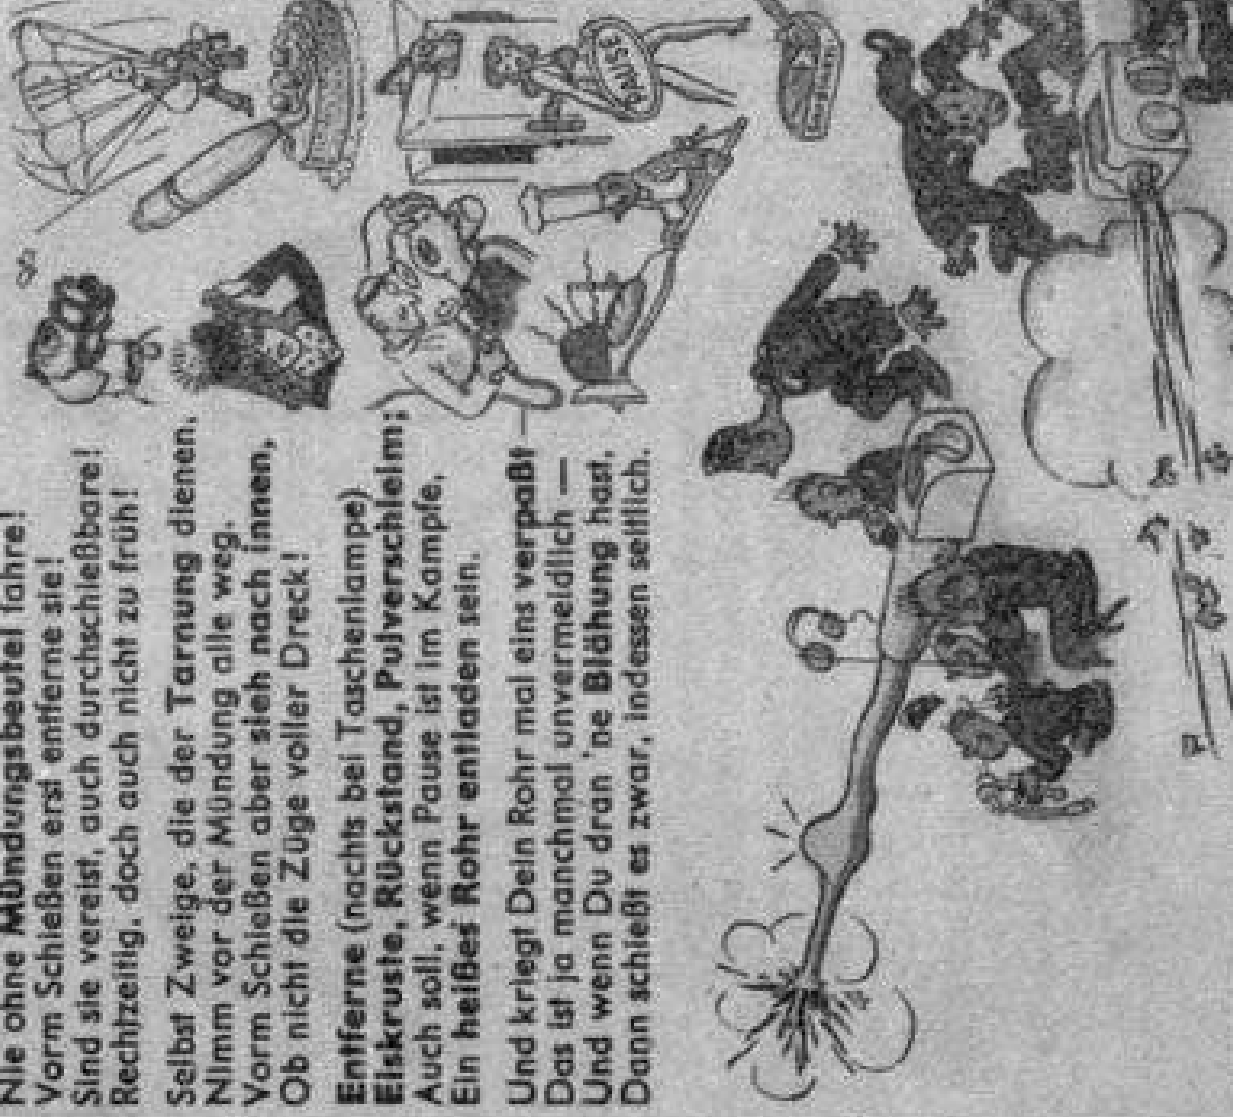 Nie ohne Mündungsbeutel fahre!
Vorm Schießen erst entferne sie!
Sind sie vereist, auch durchschießbare!
Rechtzeitig, doch auch nicht zu früh!
Selbst Zweige, die der Tarnung dienen,
Nimm vor der Mündung alle weg.
Vorm Schießen aber sieh nach innen,
Ob nicht die Züge voller Dreck!
Entferne (nachts bei Taschenlampe)
Eiskruste, Rückstand, Pulverschleim;
Auch soll, wenn Pause ist im Kampfe,
Ein heißes Rohr entladen sein.
Und kriegt Dein Rohr mal eins verpaßt —
Das ist ja manchmal unvermeidlich —
Und wenn Du dran 'ne Blähung hast,
Dann schießt es zwar, indessen seitlich.
PAUSE